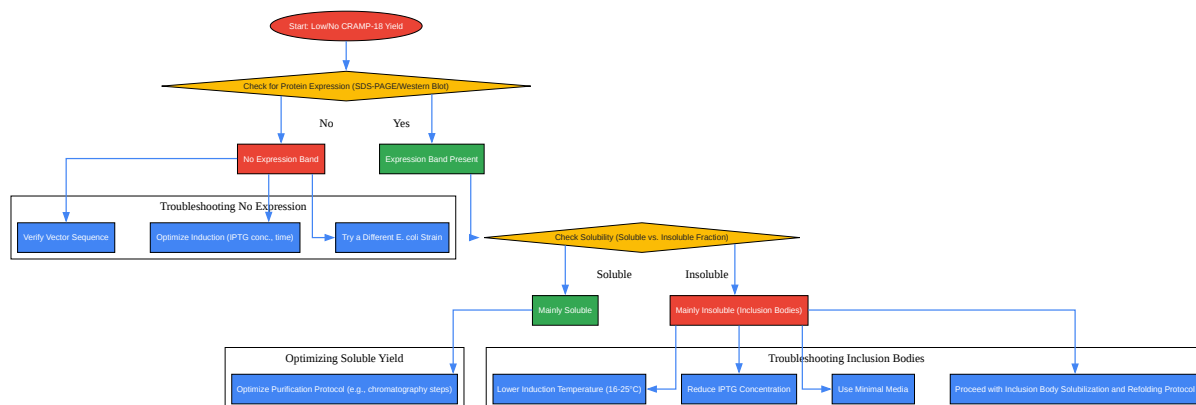 Start: Low/No CRAMP-18 Yield
Check for Protein Expression (SDS-PAGE/Western Blot)
No
Yes
No Expression Band
Expression Band Present
Troubleshooting No Expression
Verify Vector Sequence
Optimize Induction (IPTG conc., time)
Try a Different E. coli Strain
Check Solubility (Soluble vs. Insoluble Fraction)
Soluble
Insoluble
Mainly Soluble
Mainly Insoluble (Inclusion Bodies)
Optimizing Soluble Yield
Troubleshooting Inclusion Bodies
Optimize Purification Protocol (e.g., chromatography steps)
Lower Induction Temperature (16-25°C)
Reduce IPTG Concentration
Use Minimal Media
Proceed with Inclusion Body Solubilization and Refolding Protocol